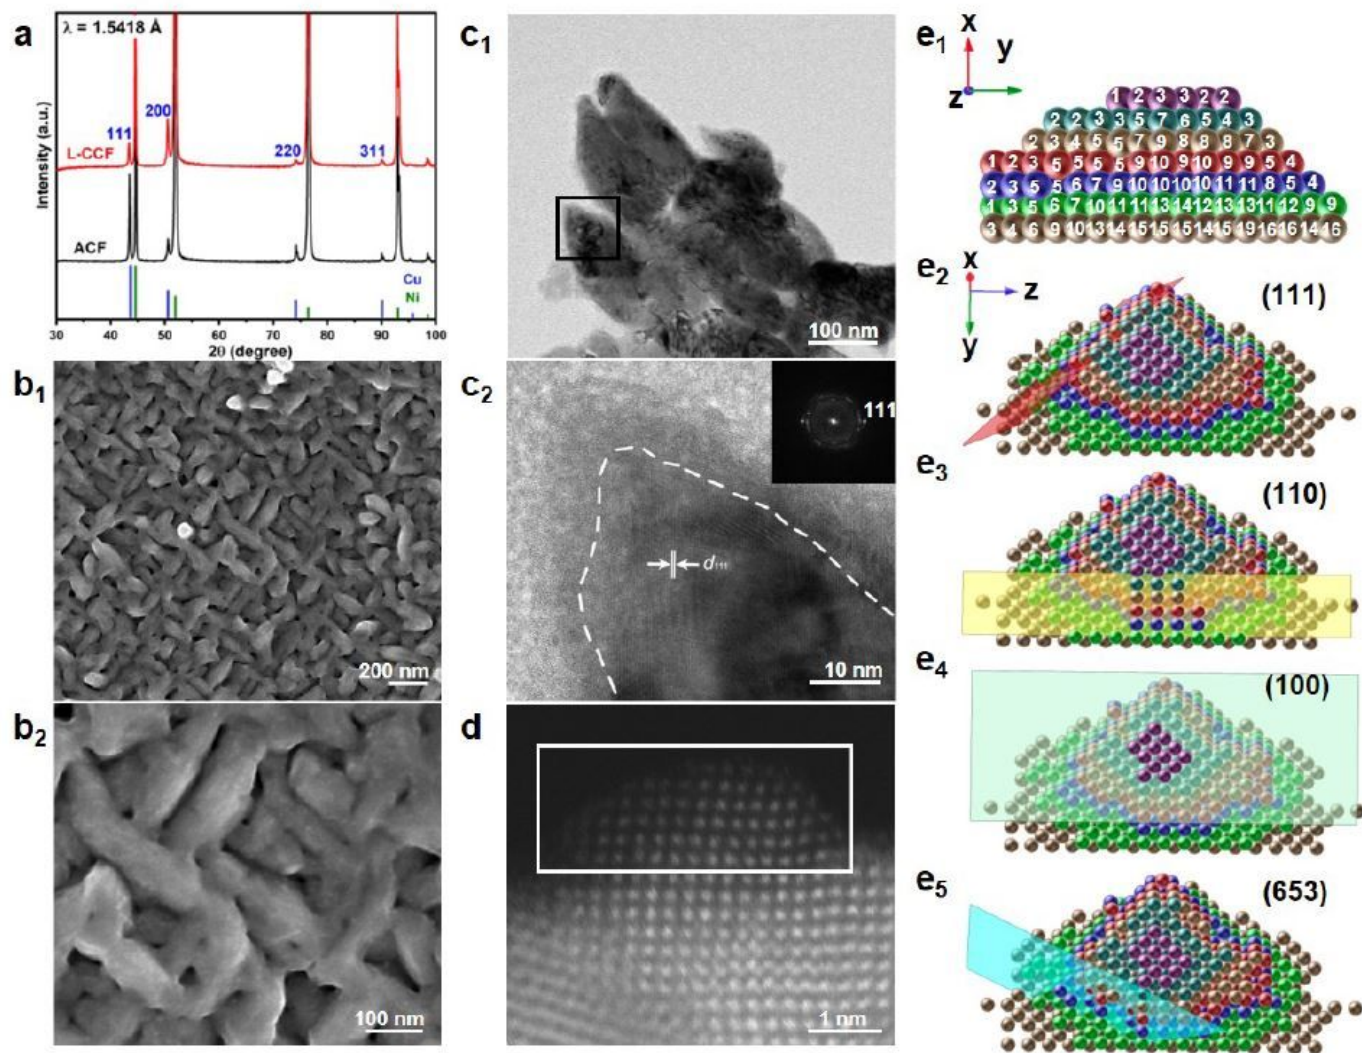 a
λ = 1.5418 Å
Intensity (a.u.)
111
200
220
311
L-CCF
ACF
Cu
Ni
30 40 50 60 70 80 90 100
2θ (degree)
b1
200 nm
b2
100 nm
c1
100 nm
c2
111
d111
10 nm
d
1 nm
e1
x
y
z
1 2 3 3 2 2
2 2 3 3 5 7 6 5 4 3
2 3 4 5 5 7 9 8 8 7 7 3
1 2 3 5 5 5 9 10 9 10 9 9 5 4
2 3 5 5 6 7 9 10 10 10 11 11 8 5 4
1 3 5 6 7 10 11 11 13 14 12 13 13 11 12 9 9
3 4 6 9 10 13 14 15 15 15 14 15 19 16 16 14 16
e2
x
z
y
(111)
e3
(110)
e4
(100)
e5
(653)